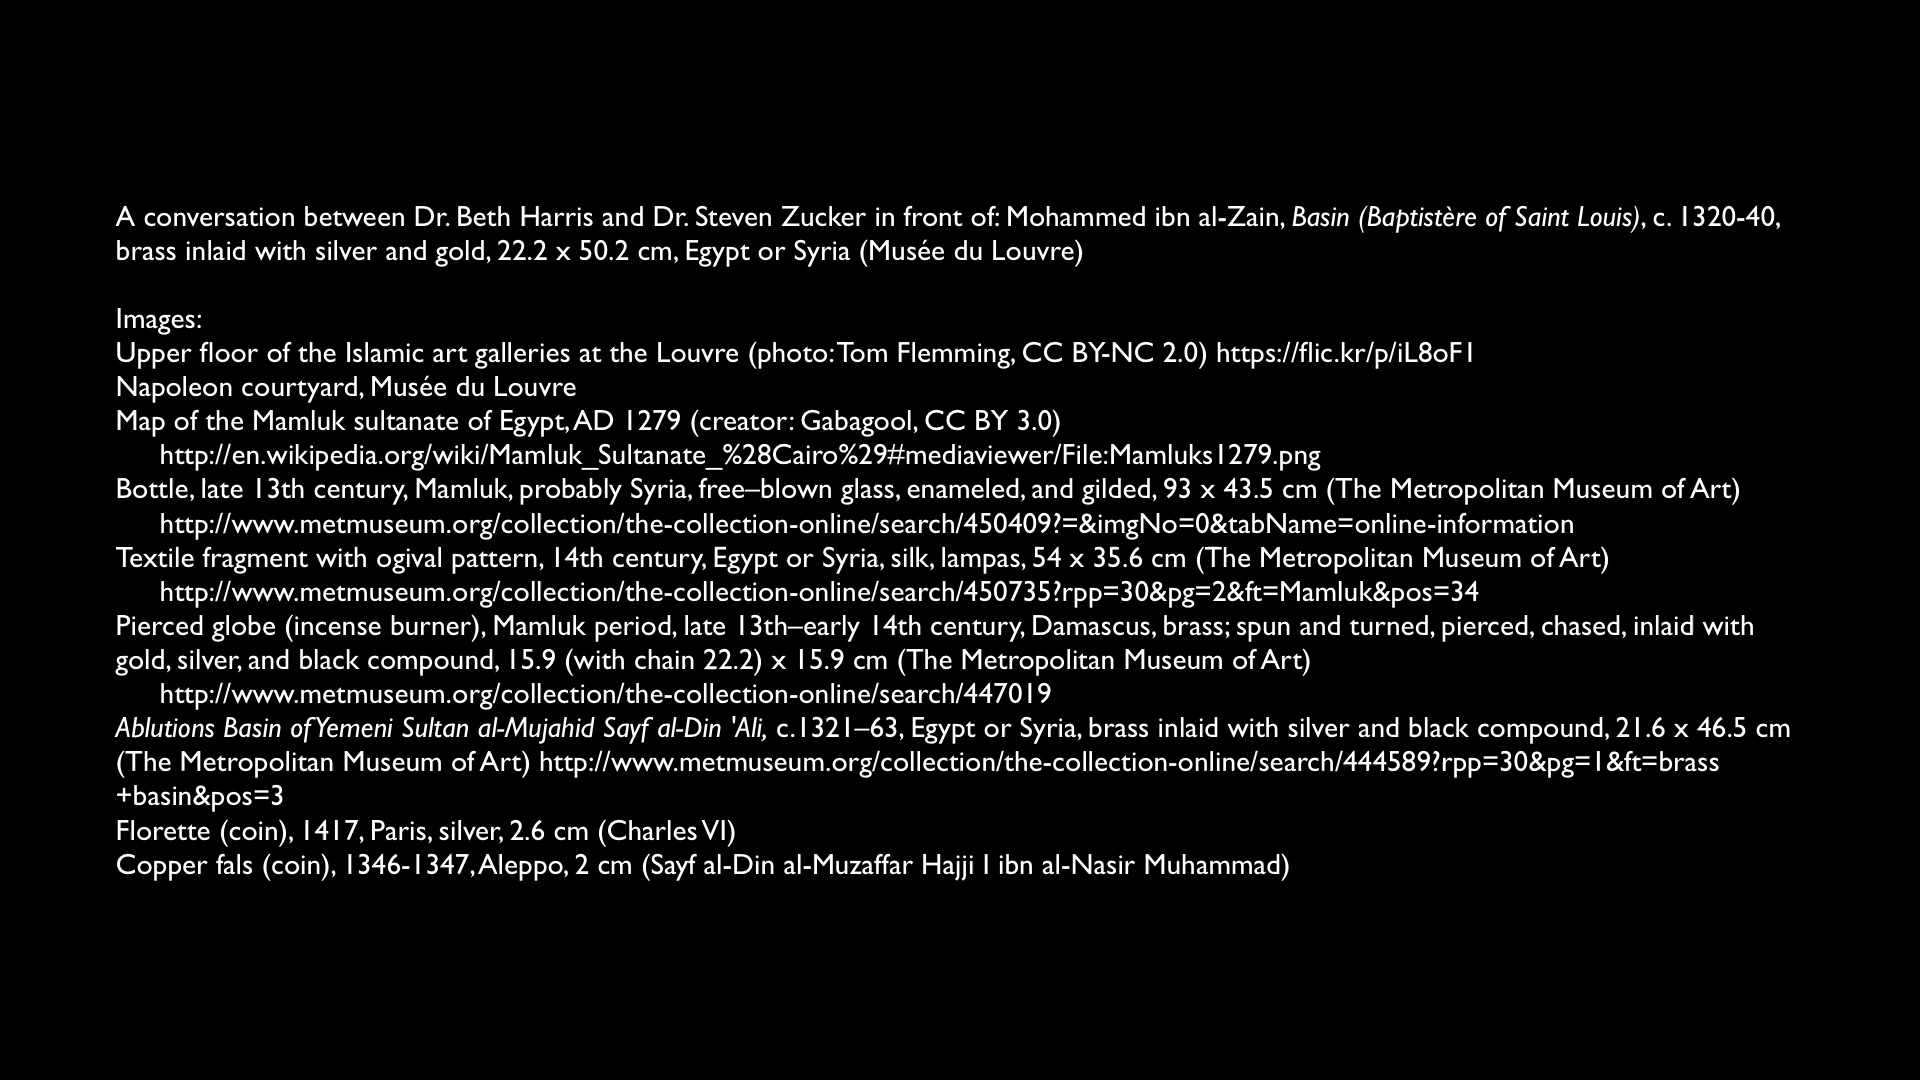 A conversation between Dr. Beth Harris and Dr. Steven Zucker in front of: Mohammed ibn al-Zain, Basin (Baptistère of Saint Louis), c. 1320-40,
brass inlaid with silver and gold, 22.2 x 50.2 cm, Egypt or Syria (Musée du Louvre)
Images:
Upper floor of the Islamic art galleries at the Louvre (photo: Tom Flemming, CC BY-NC 2.0) https://flic.kr/p/iL8oF1
Napoleon courtyard, Musée du Louvre
Map of the Mamluk sultanate of Egypt, AD 1279 (creator: Gabagool, CC BY 3.0)
http://en.wikipedia.org/wiki/Mamluk_Sultanate_%28Cairo%29#mediaviewer/File:Mamluks1279.png
Bottle, late 13th century, Mamluk, probably Syria, free–blown glass, enameled, and gilded, 93 x 43.5 cm (The Metropolitan Museum of Art)
http://www.metmuseum.org/collection/the-collection-online/search/450409?=&imgNo=0&tabName=online-information
Textile fragment with ogival pattern, 14th century, Egypt or Syria, silk, lampas, 54 x 35.6 cm (The Metropolitan Museum of Art)
http://www.metmuseum.org/collection/the-collection-online/search/450735?rpp=30&pg=2&ft=Mamluk&pos=34
Pierced globe (incense burner), Mamluk period, late 13th–early 14th century, Damascus, brass; spun and turned, pierced, chased, inlaid with
gold, silver, and black compound, 15.9 (with chain 22.2) x 15.9 cm (The Metropolitan Museum of Art)
http://www.metmuseum.org/collection/the-collection-online/search/447019
Ablutions Basin of Yemeni Sultan al-Mujahid Sayf al-Din 'Ali, c.1321–63, Egypt or Syria, brass inlaid with silver and black compound, 21.6 x 46.5 cm
(The Metropolitan Museum of Art) http://www.metmuseum.org/collection/the-collection-online/search/444589?rpp=30&pg=1&ft=brass
+basin&pos=3
Florette (coin), 1417, Paris, silver, 2.6 cm (Charles VI)
Copper fals (coin), 1346-1347, Aleppo, 2 cm (Sayf al-Din al-Muzaffar Hajji I ibn al-Nasir Muhammad)